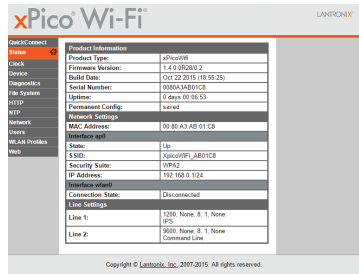 xPico® Wi-Fi®
LANTRONIX®
QuickConnect
Status
Clock
Device
Diagnostics
File System
HTTP
NTP
Network
Users
WLAN Profiles
Web
Product Information
Product Type: xPicoWifi
Firmware Version: 1.4.0.0R28/0.2
Build Date: Oct 22 2015 (18:55:25)
Serial Number: 0080A3AB01C8
Uptime: 0 days 00:06:53
Permanent Config: saved
Network Settings
MAC Address: 00:80:A3:AB:01:C8
Interface ap0
State: Up
SSID: XpicoWiFi_AB01C8
Security Suite: WPA2
IP Address: 192.168.0.1/24
Interface wlan0
Connection State: Disconnected
Line Settings
Line 1: 1200, None, 8, 1, None
IPS
Line 2: 9600, None, 8, 1, None
Command Line
Copyright © Lantronix, Inc. 2007-2015. All rights reserved.